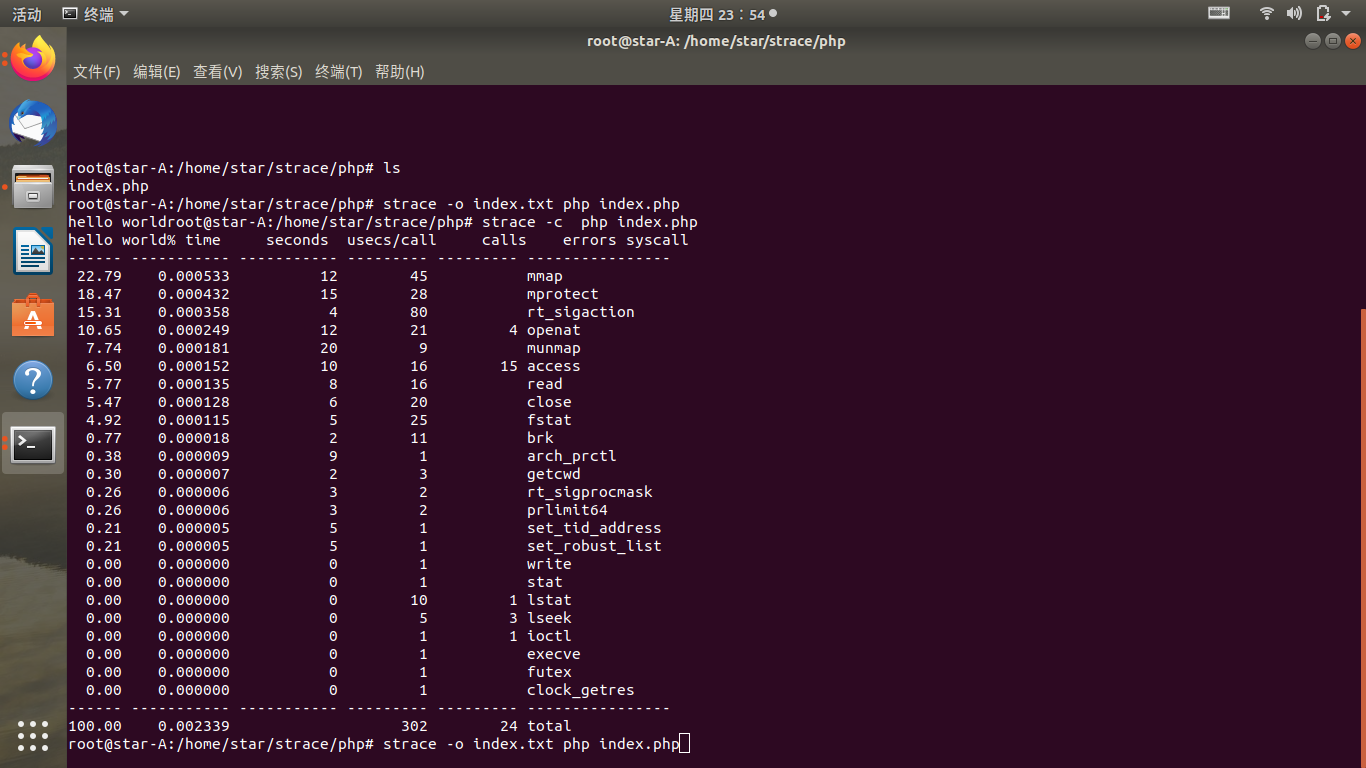 活动 终端 星期四 23：54
root@star-A: /home/star/strace/php
文件(F) 编辑(E) 查看(V) 搜索(S) 终端(T) 帮助(H)
root@star-A:/home/star/strace/php# ls
index.php
root@star-A:/home/star/strace/php# strace -o index.txt php index.php
hello worldroot@star-A:/home/star/strace/php# strace -c  php index.php
hello world% time     seconds  usecs/call     calls    errors syscall
------ ----------- ----------- --------- --------- ----------------
 22.79    0.000533          12        45           mmap
 18.47    0.000432          15        28           mprotect
 15.31    0.000358           4        80           rt_sigaction
 10.65    0.000249          12        21         4 openat
  7.74    0.000181          20         9           munmap
  6.50    0.000152          10        16        15 access
  5.77    0.000135           8        16           read
  5.47    0.000128           6        20           close
  4.92    0.000115           5        25           fstat
  0.77    0.000018           2        11           brk
  0.38    0.000009           9         1           arch_prctl
  0.30    0.000007           2         3           getcwd
  0.26    0.000006           3         2           rt_sigprocmask
  0.26    0.000006           3         2           prlimit64
  0.21    0.000005           5         1           set_tid_address
  0.21    0.000005           5         1           set_robust_list
  0.00    0.000000           0         1           write
  0.00    0.000000           0         1           stat
  0.00    0.000000           0        10         1 lstat
  0.00    0.000000           0         5         3 lseek
  0.00    0.000000           0         1         1 ioctl
  0.00    0.000000           0         1           execve
  0.00    0.000000           0         1           futex
  0.00    0.000000           0         1           clock_getres
------ ----------- ----------- --------- --------- ----------------
100.00    0.002339                   302        24 total
root@star-A:/home/star/strace/php# strace -o index.txt php index.php